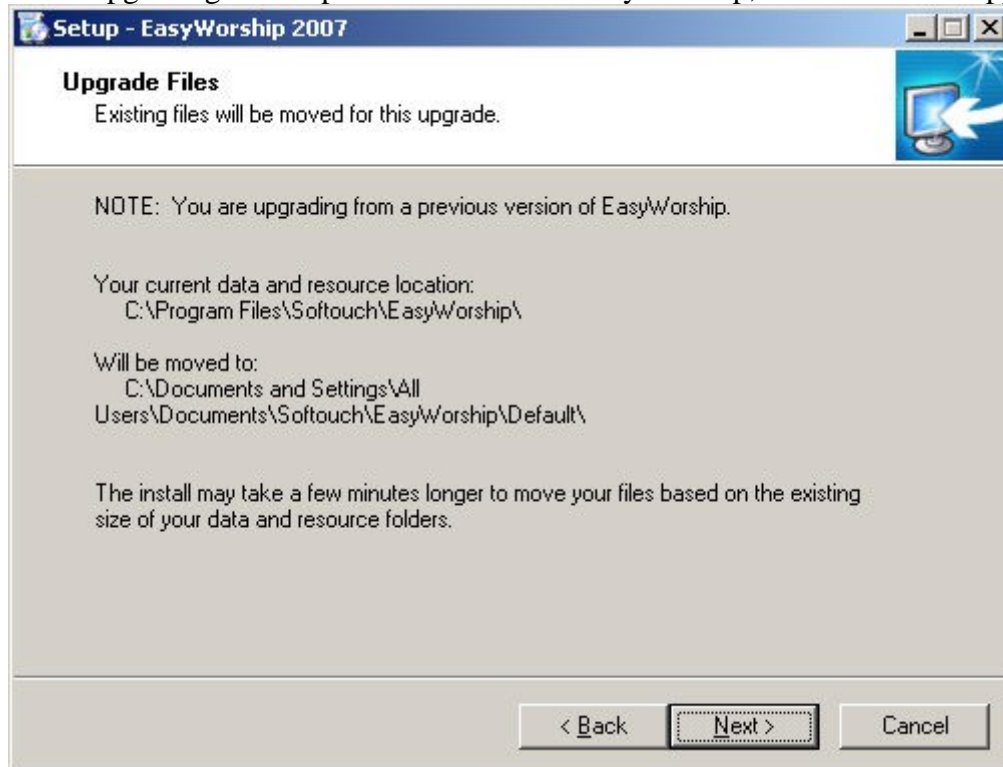 Setup - EasyWorship 2007
Upgrade Files
Existing files will be moved for this upgrade.
NOTE: You are upgrading from a previous version of EasyWorship.
Your current data and resource location:
C:\Program Files\Softouch\EasyWorship\
Will be moved to:
C:\Documents and Settings\All
Users\Documents\Softouch\EasyWorship\Default\
The install may take a few minutes longer to move your files based on the existing
size of your data and resource folders.
< Back
Next >
Cancel